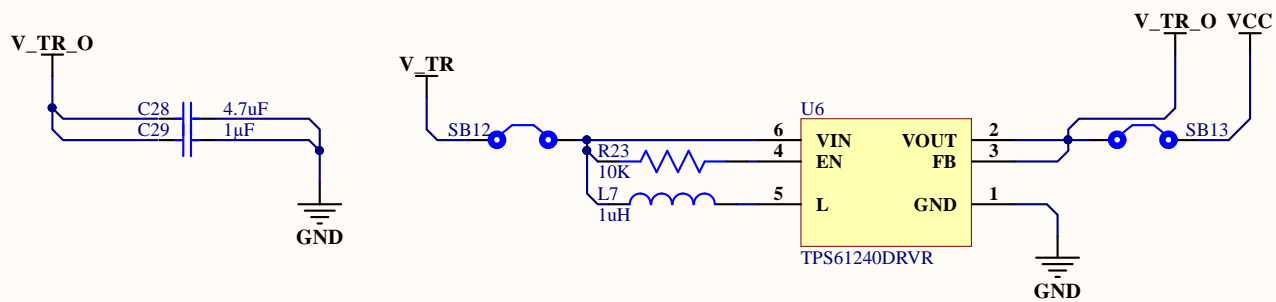 V_TR_O
C28 4.7uF
C29 1µF
GND
V_TR
SB12
R23
10K
L7
1uH
U6
6 VIN VOUT 2
4 EN FB 3
5 L GND 1
TPS61240DRVR
V_TR_O VCC
SB13
GND